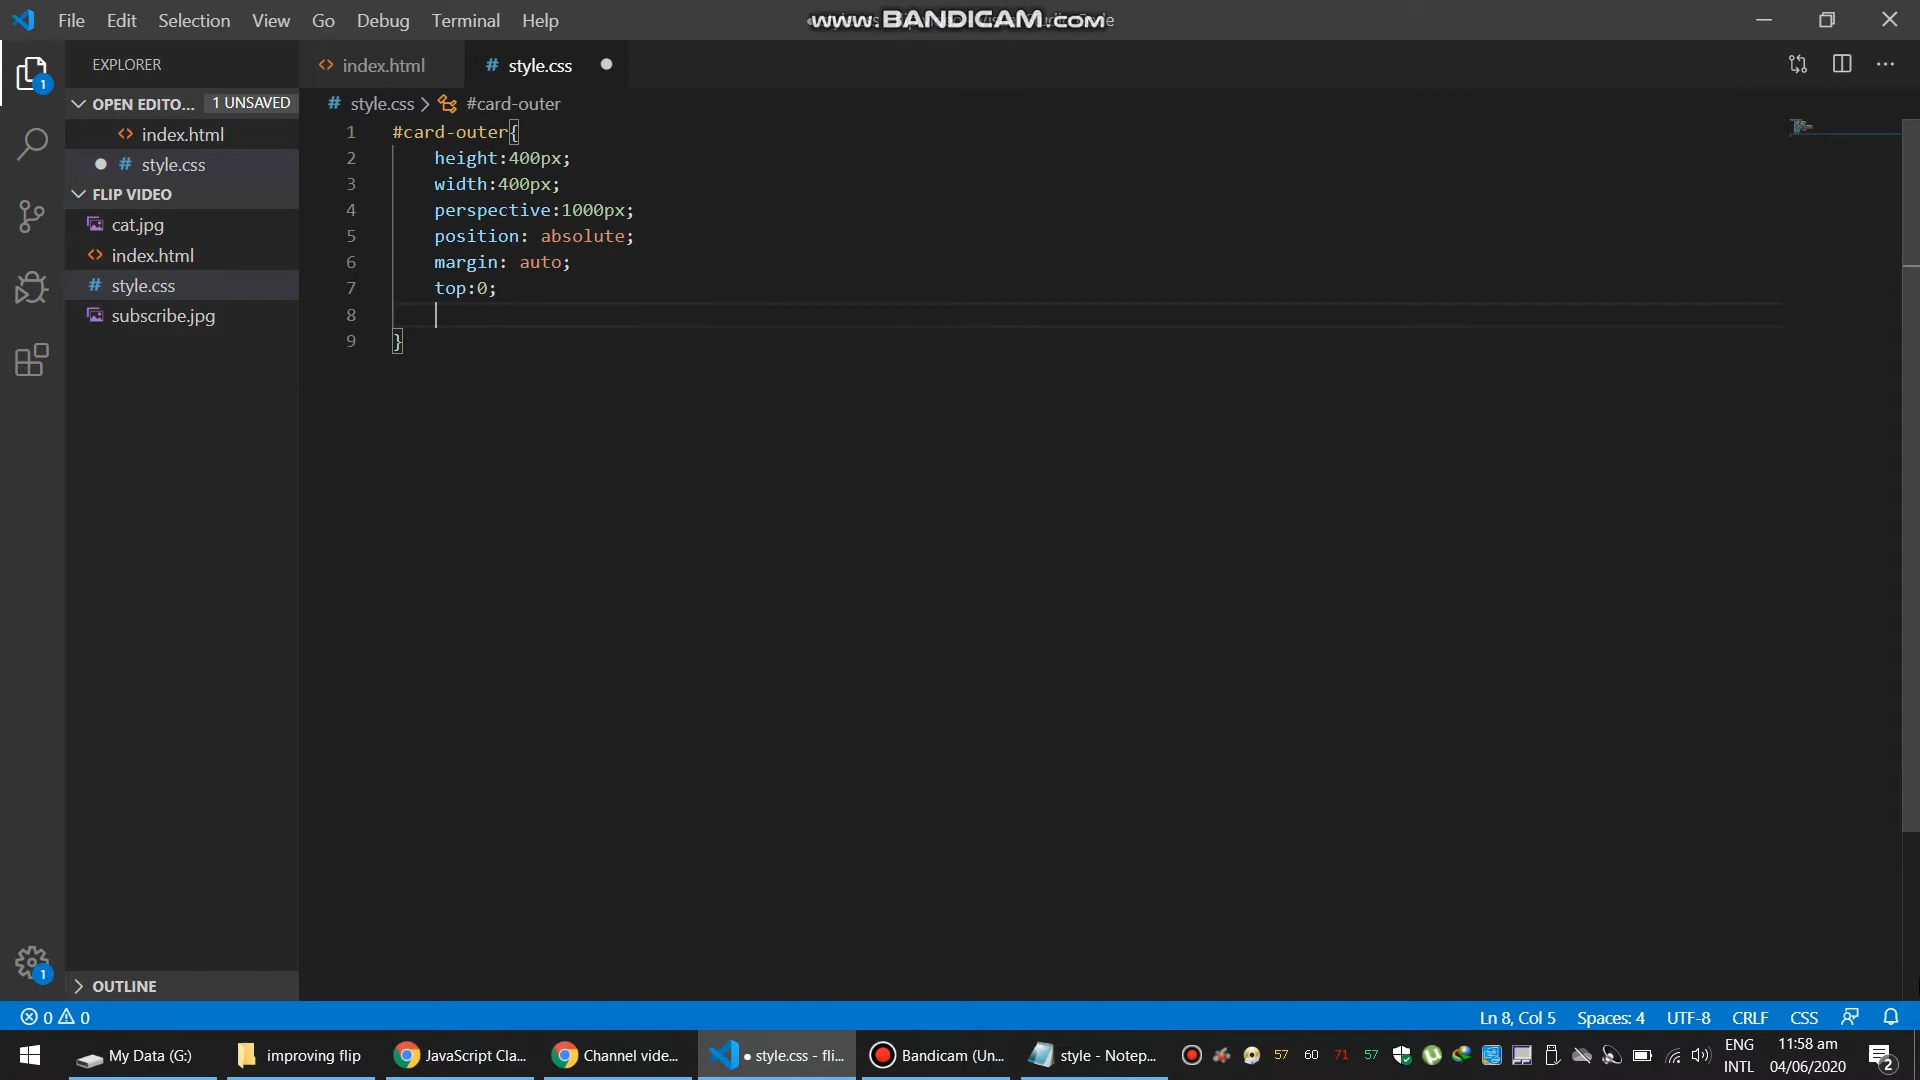 File Edit Selection View Go Debug Terminal Help
www.BANDICAM.com
EXPLORER
index.html
# style.css
OPEN EDITO... 1 UNSAVED
# style.css > #card-outer
index.html
# style.css
FLIP VIDEO
cat.jpg
index.html
# style.css
subscribe.jpg
1 #card-outer{
2 height:400px;
3 width:400px;
4 perspective:1000px;
5 position: absolute;
6 margin: auto;
7 top:0;
8
9 }
1
1
OUTLINE
0 0
Ln 8, Col 5 Spaces: 4 UTF-8 CRLF CSS
My Data (G:)
improving flip
JavaScript Cla...
Channel vide...
● style.css - fli...
Bandicam (Un...
style - Notep...
57 60 71 57
ENG
INTL
11:58 am
04/06/2020
2